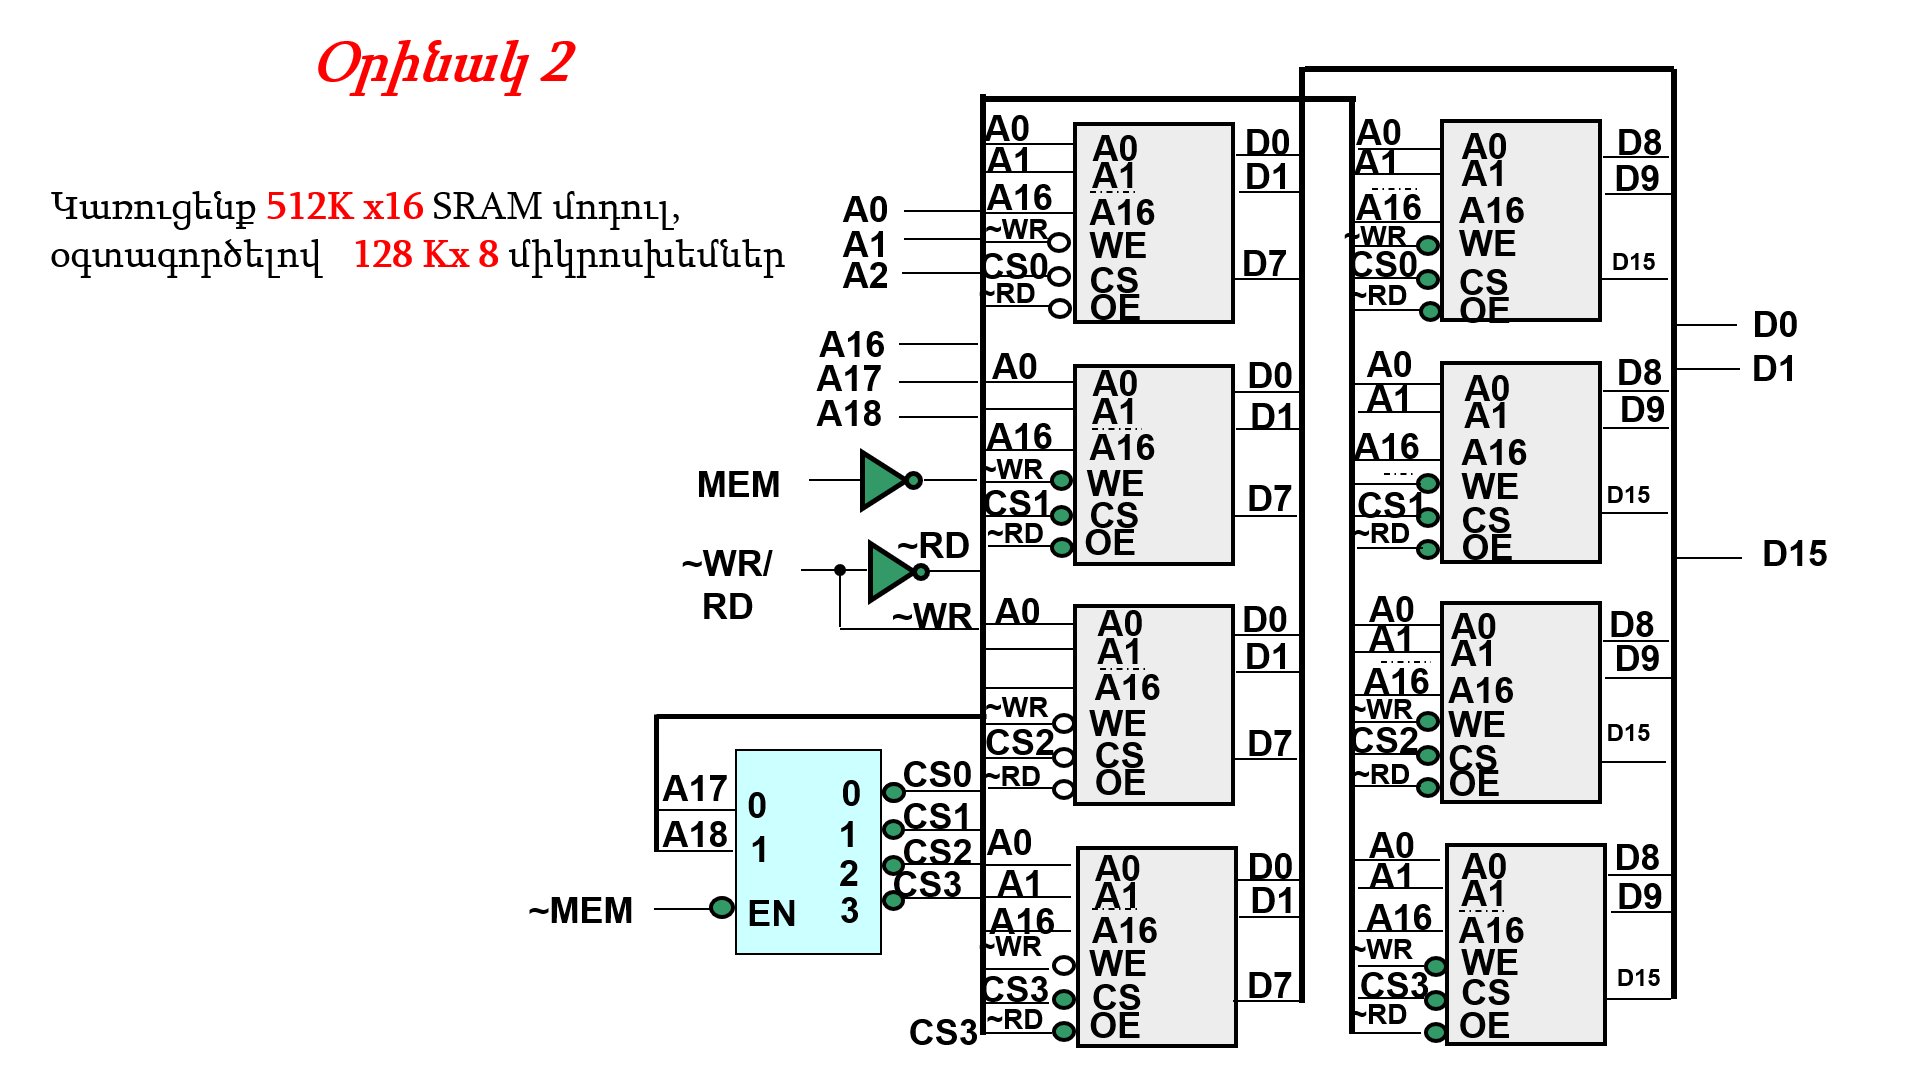 Օրինակ 2
Կառուցենք 512K x16 SRAM մոդուլ,
օգտագործելով 128 Kx 8 միկրոսխեմներ
A0
A1
A2
A16
A17
A18
MEM
~WR/
RD
~RD
~WR
A17
A18
~MEM
0
1
EN
0
1
2
3
CS0
CS1
CS2
CS3
CS3
A0
A1
A16
~WR
CS0
~RD
A0
A1
A16
WE
CS
OE
D0
D1
D7
A0
A16
~WR
CS1
~RD
A0
A1
A16
WE
CS
OE
D0
D1
D7
A0
~WR
CS2
~RD
A0
A1
A16
WE
CS
OE
D0
D1
D7
A0
A1
A16
~WR
CS3
~RD
A0
A1
A16
WE
CS
OE
D0
D1
D7
A0
A1
A16
~WR
CS0
~RD
A0
A1
A16
WE
CS
OE
D8
D9
D15
A0
A1
A16
CS1
~RD
A0
A1
A16
WE
CS
OE
D8
D9
D15
A0
A1
A16
~WR
CS2
~RD
A0
A1
A16
WE
CS
OE
D8
D9
D15
A0
A1
A16
~WR
CS3
~RD
A0
A1
A16
WE
CS
OE
D8
D9
D15
D0
D1
D15